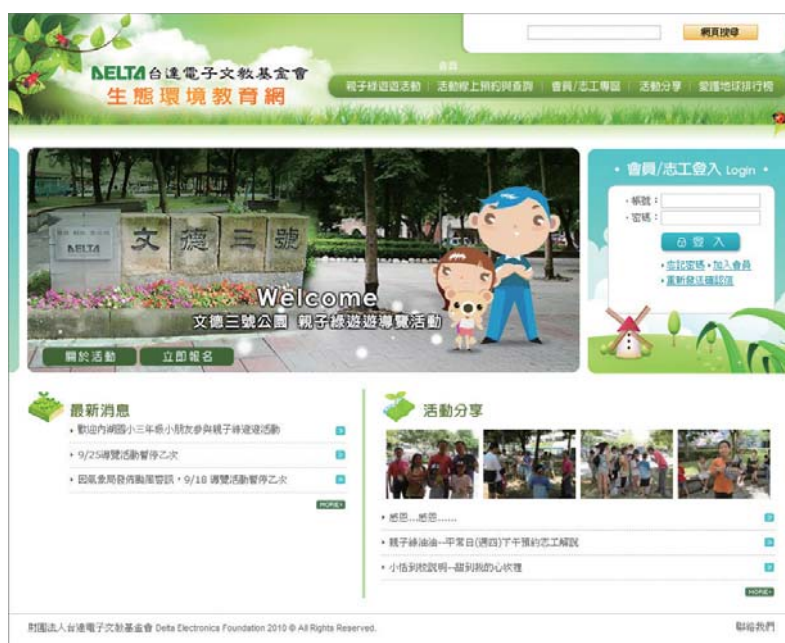 網頁搜尋
DELTA 台達電子文教基金會
生態環境教育網
會員
親子綠遊遊活動 | 活動線上預約與查詢 | 會員/志工專區 | 活動分享 | 愛護地球排行榜
DELTA
文德三號
Welcome
文德三號公園 親子綠遊遊導覽活動
關於活動
立即報名
· 會員/志工登入 Login ·
· 帳號：
· 密碼：
登入
· 忘記密碼 · 加入會員
· 重新發送確認信
最新消息
歡迎內湖國小三年級小朋友參與親子綠遊遊活動
9/25導覽活動暫停乙次
因氣象局發佈颱風警訊，9/18 導覽活動暫停乙次
MORE
活動分享
感恩...感恩......
親子綠油油--平常日(週四)下午預約志工解說
小恬到校說明--甜到我的心坎裡
MORE
財團法人台達電子文教基金會 Delta Electronics Foundation 2010 © All Rights Reserved.
聯絡我們